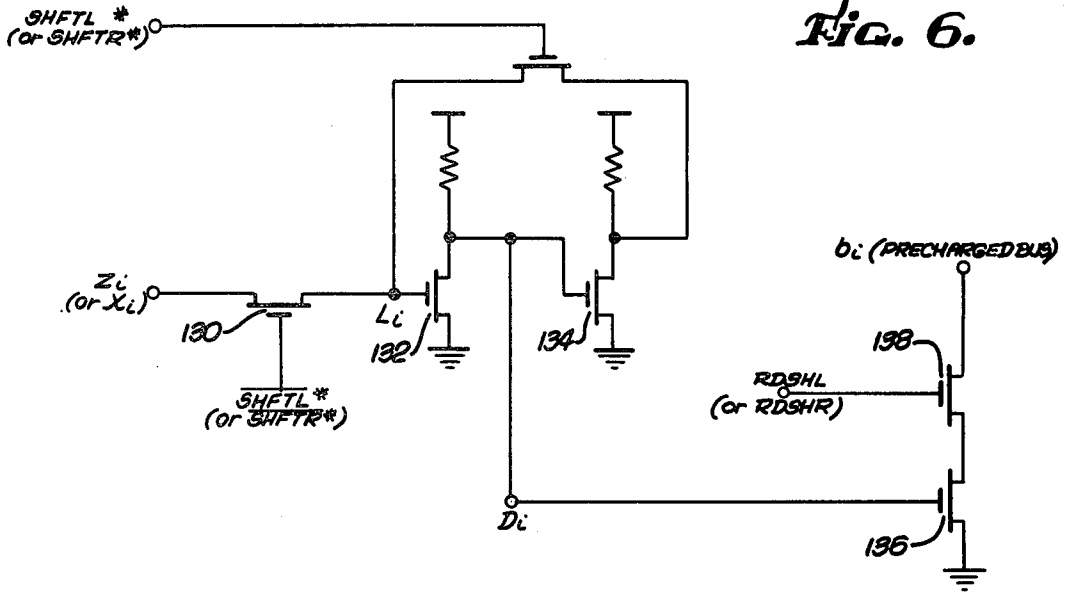 SHFTL *
(or SHFTR*)
Fig. 6.
bi (PRECHARGED BUS)
Zi
(or Xi)
130
Li
132
134
138
SHFTL *
(or SHFTR*)
RDSHL
(or RDSHR)
Di
136